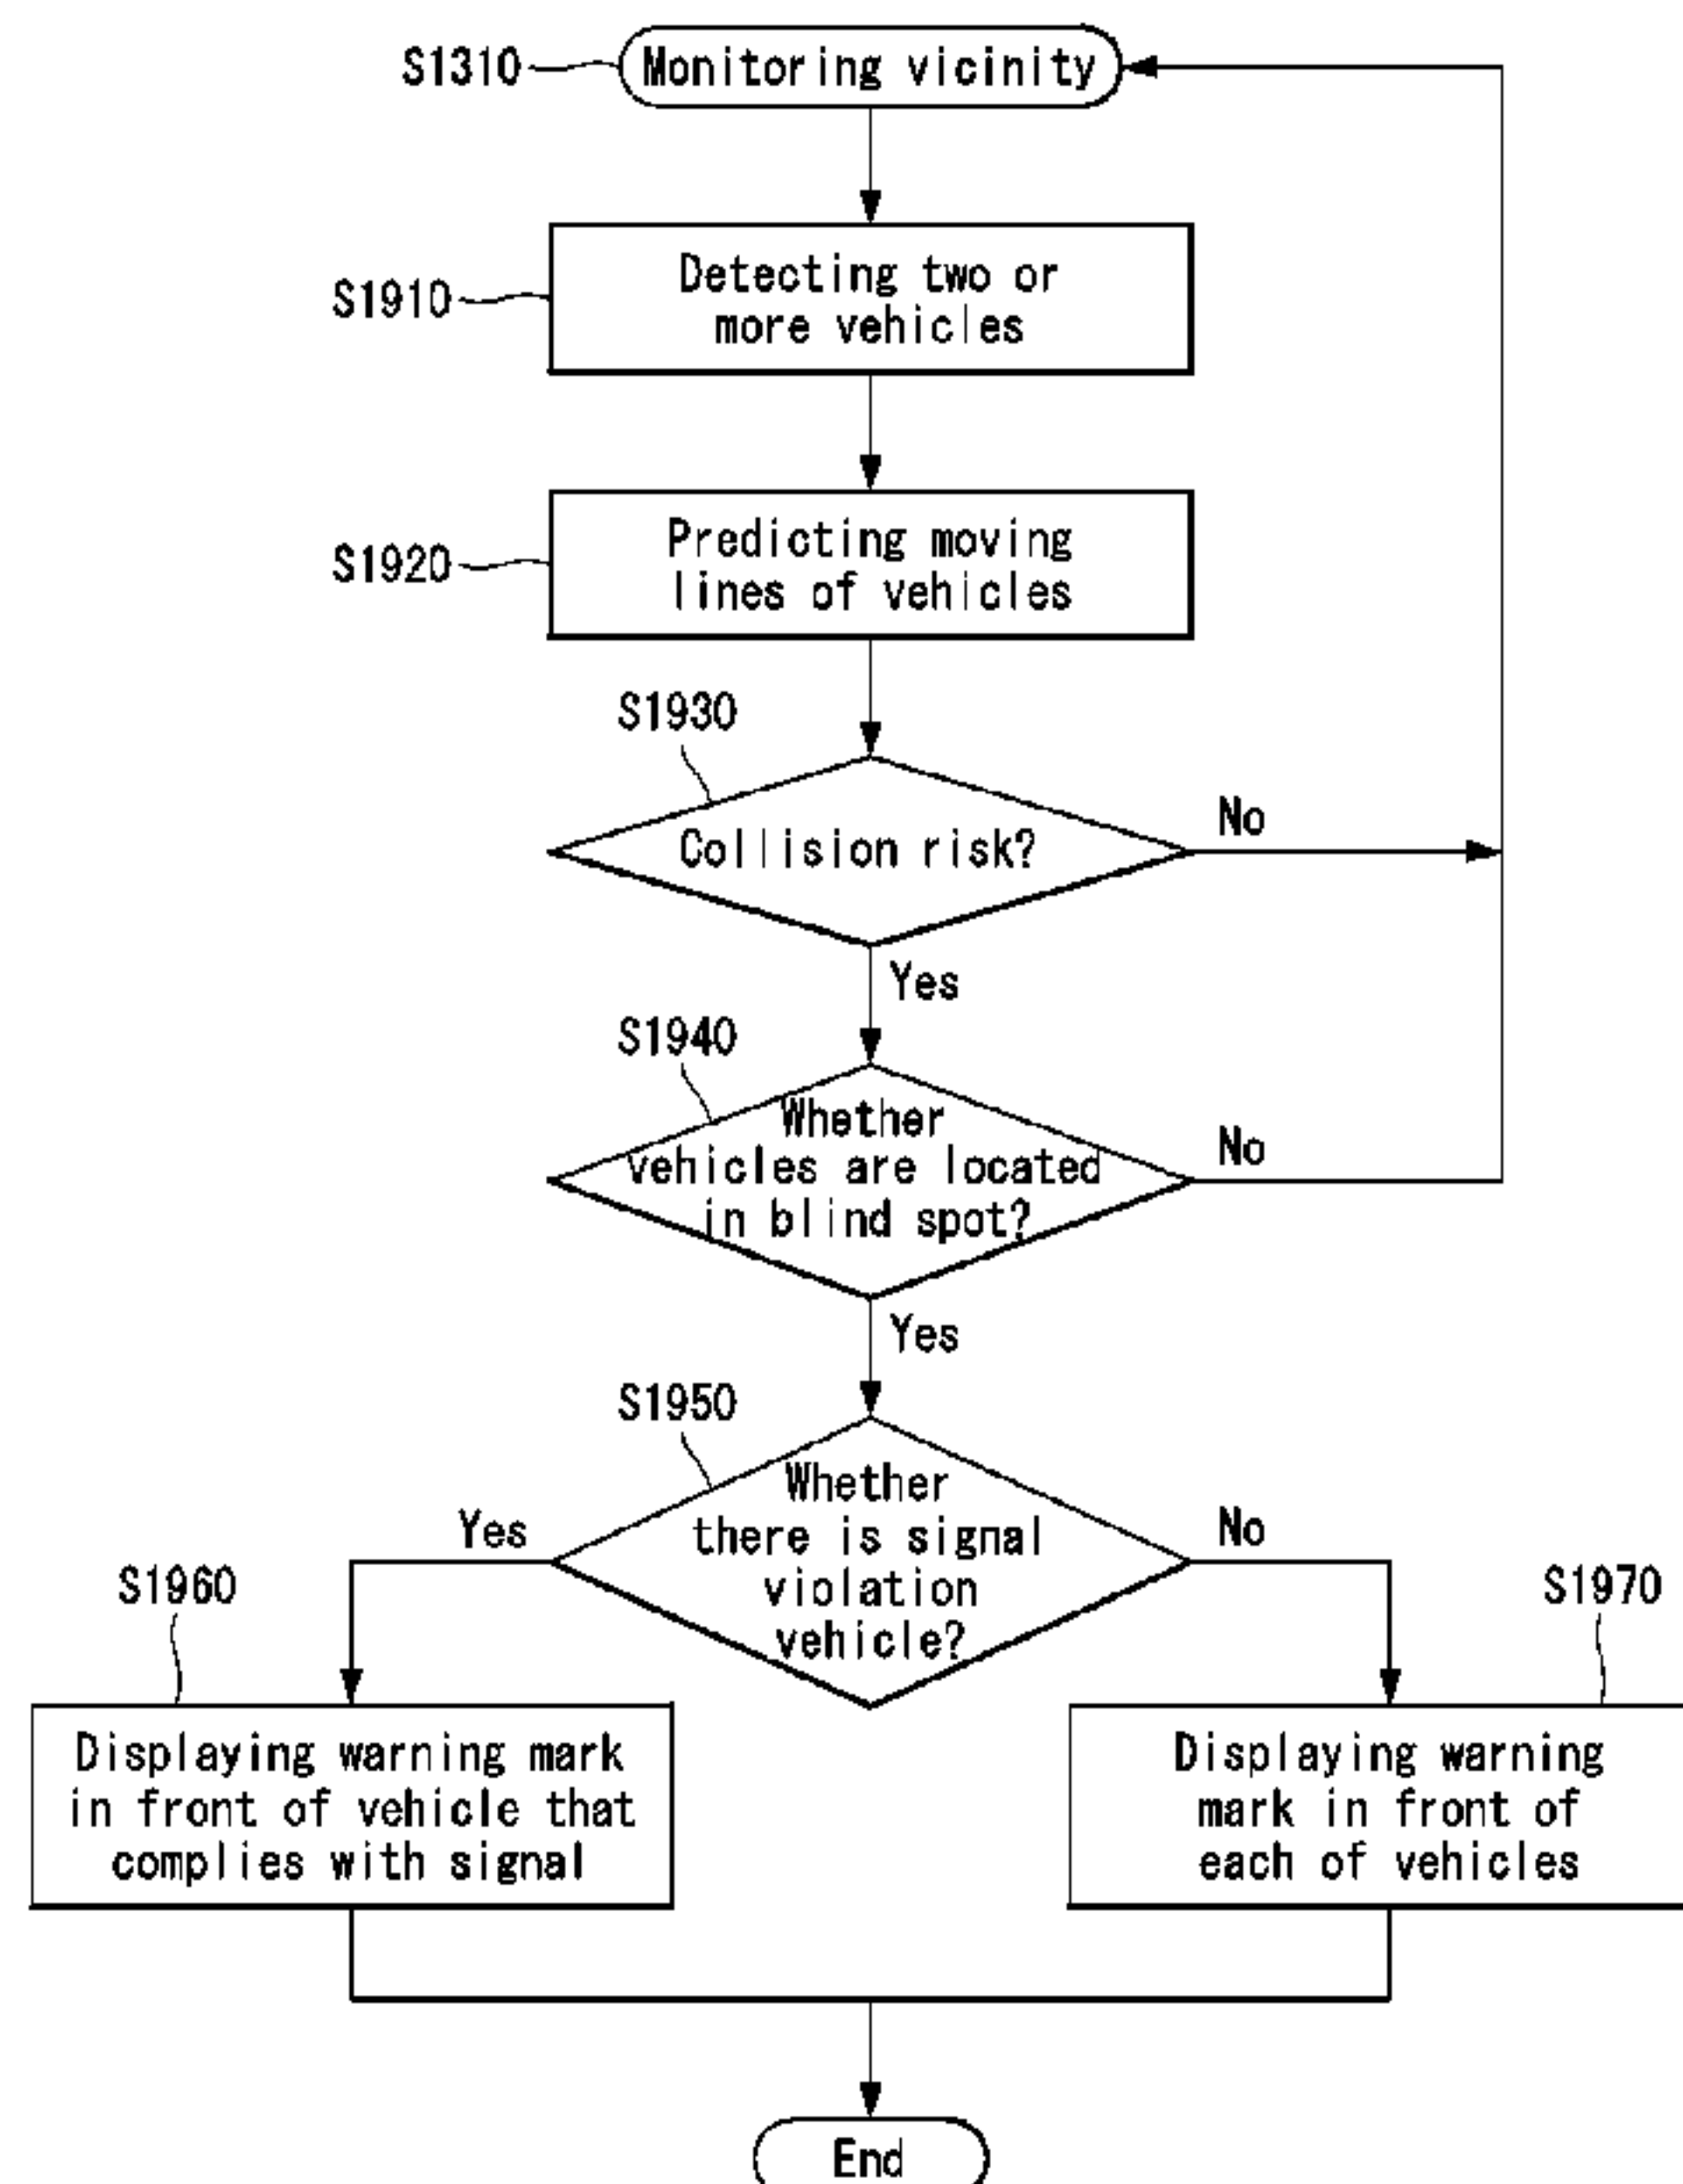 S1310
Monitoring vicinity
S1910
Detecting two or
more vehicles
S1920
Predicting moving
lines of vehicles
S1930
Collision risk?
No
Yes
S1940
Whether
vehicles are located
in blind spot?
No
Yes
S1950
Whether
there is signal
violation
vehicle?
Yes
No
S1960
Displaying warning mark
in front of vehicle that
complies with signal
S1970
Displaying warning
mark in front of
each of vehicles
End